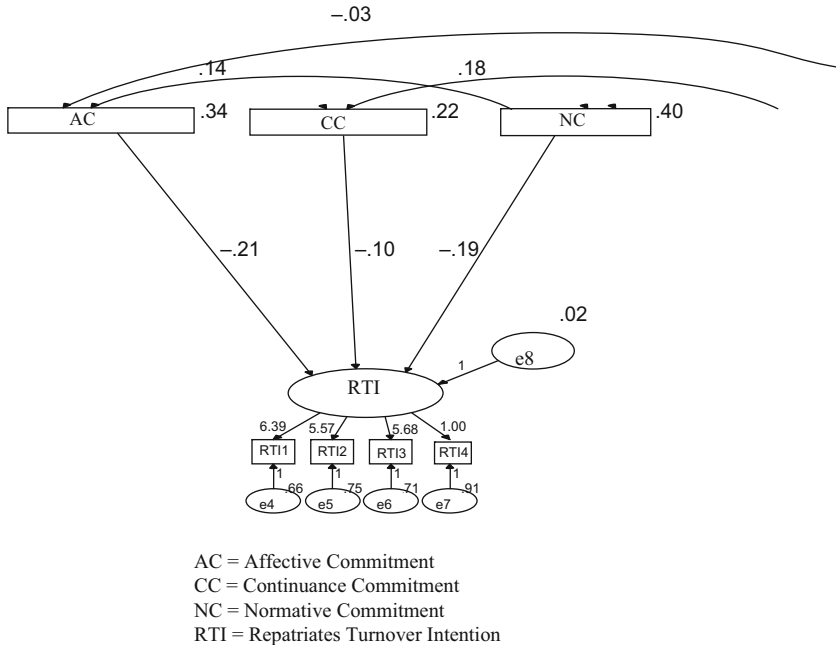 –.03
.14 .18
AC .34 CC .22 NC .40
–.21 –.10 –.19
.02
e8
1
RTI
6.39 5.57 5.68 1.00
RTI1 RTI2 RTI3 RTI4
1 1 1 1
.66 .75 .71 .91
e4 e5 e6 e7
AC = Affective Commitment
CC = Continuance Commitment
NC = Normative Commitment
RTI = Repatriates Turnover Intention